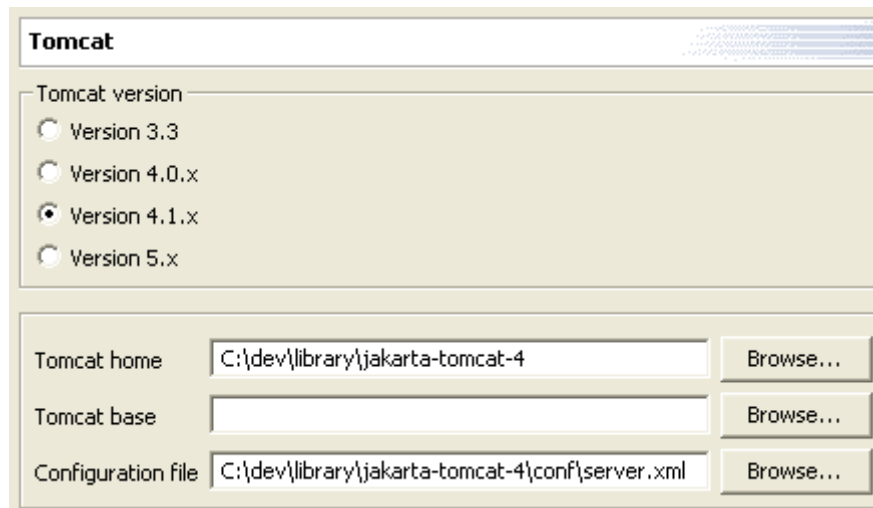 Tomcat
Tomcat version
Version 3.3
Version 4.0.x
Version 4.1.x
Version 5.x
Tomcat home C:\dev\library\jakarta-tomcat-4 Browse...
Tomcat base Browse...
Configuration file C:\dev\library\jakarta-tomcat-4\conf\server.xml Browse...